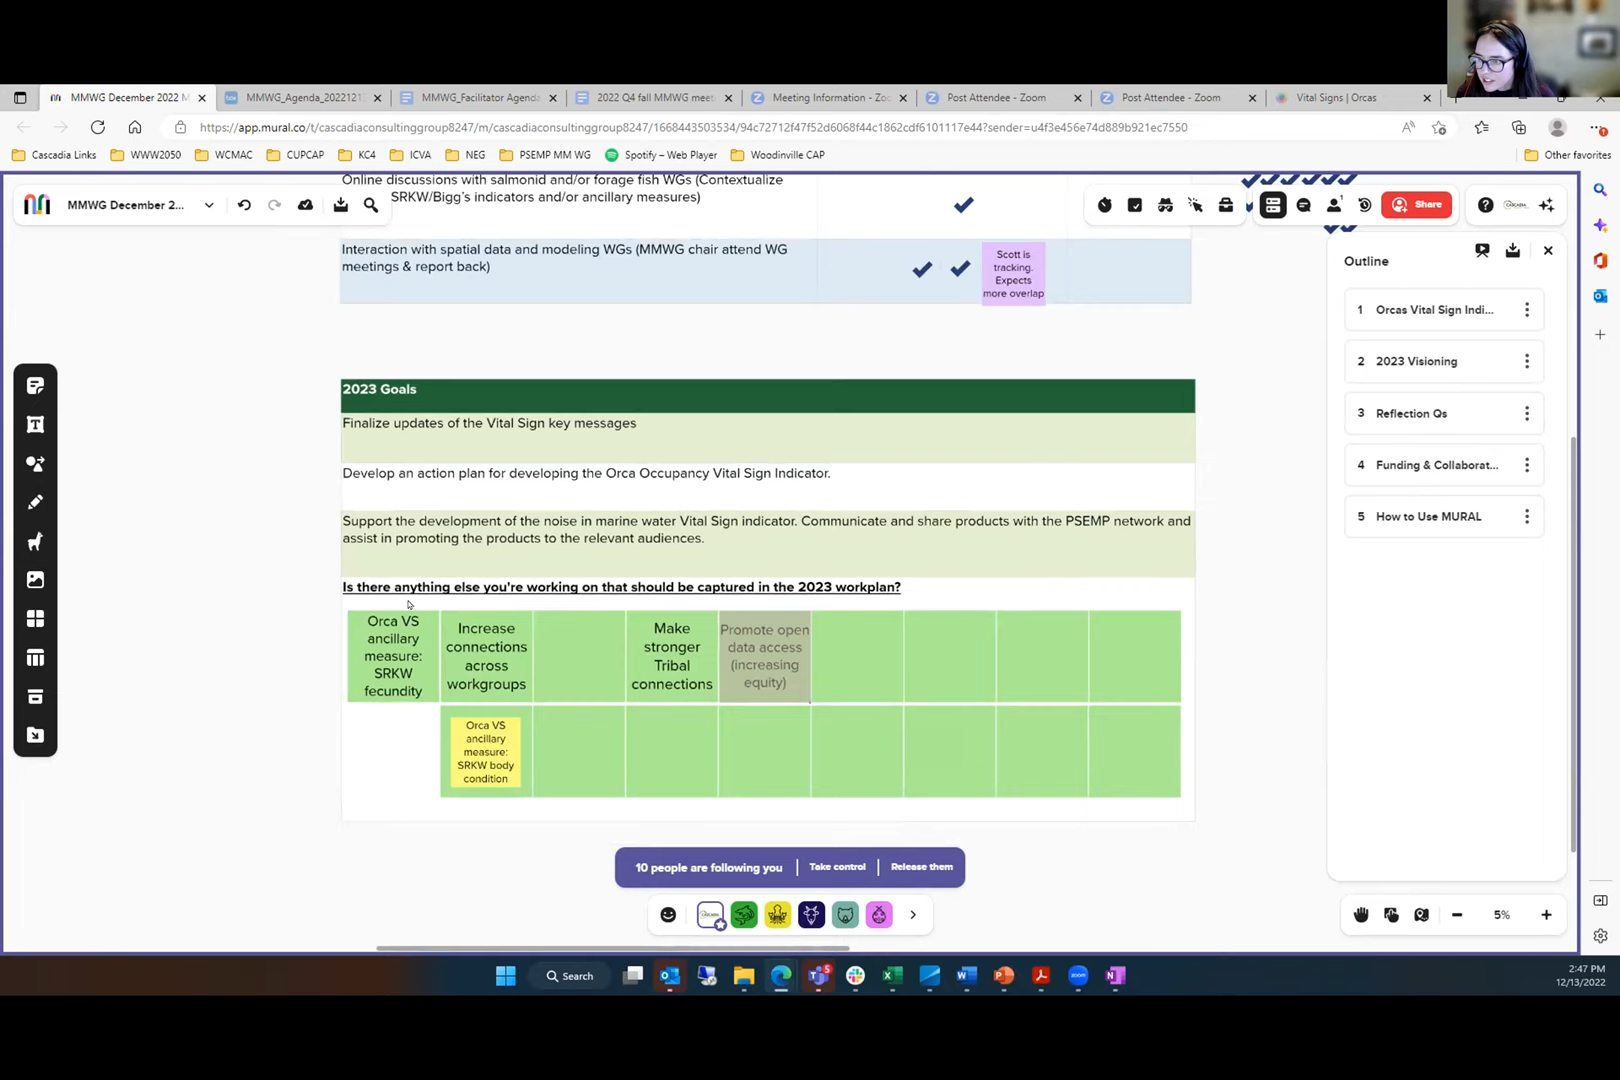 MMWG December 2022 M
MMWG_Agenda_2022121
MMWG_Facilitator Agenda
2022 Q4 fall MMWG meet
Meeting Information - Zoo
Post Attendee - Zoom
Post Attendee - Zoom
Vital Signs | Orcas
https://app.mural.co/t/cascadiaconsultinggroup8247/m/cascadiaconsultinggroup8247/1668443503534/94c72712f47f52d6068f44c1862cdf6101117e44?sender=u4f3e456e74d889b921ec7550
Cascadia Links
WWW2050
WCMAC
CUPCAP
KC4
ICVA
NEG
PSEMP MM WG
Spotify – Web Player
Woodinville CAP
Other favorites
MMWG December 2...
Share
Online discussions with salmonid and/or forage fish WGs (Contextualize
SRKW/Bigg's indicators and/or ancillary measures)
Interaction with spatial data and modeling WGs (MMWG chair attend WG
meetings & report back)
Scott is
tracking.
Expects
more overlap
2023 Goals
Finalize updates of the Vital Sign key messages
Develop an action plan for developing the Orca Occupancy Vital Sign Indicator.
Support the development of the noise in marine water Vital Sign indicator. Communicate and share products with the PSEMP network and
assist in promoting the products to the relevant audiences.
Is there anything else you're working on that should be captured in the 2023 workplan?
Orca VS
ancillary
measure:
SRKW
fecundity
Increase
connections
across
workgroups
Make
stronger
Tribal
connections
Promote open
data access
(increasing
equity)
Orca VS
ancillary
measure:
SRKW body
condition
Outline
1 Orcas Vital Sign Indi...
2 2023 Visioning
3 Reflection Qs
4 Funding & Collaborat...
5 How to Use MURAL
10 people are following you
Take control
Release them
5%
Search
2:47 PM
12/13/2022